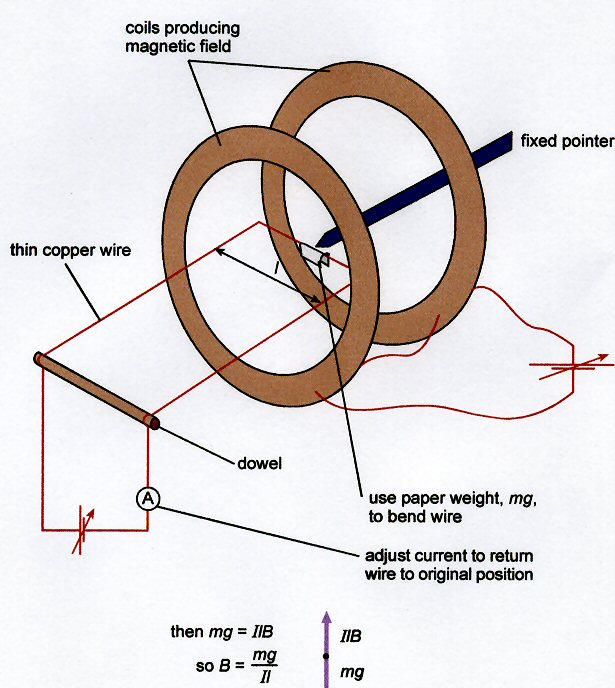 coils producing
magnetic field
fixed pointer
thin copper wire
l
dowel
A
use paper weight, mg,
to bend wire
adjust current to return
wire to original position
then mg = IlB
so B = mg
Il
IlB
mg